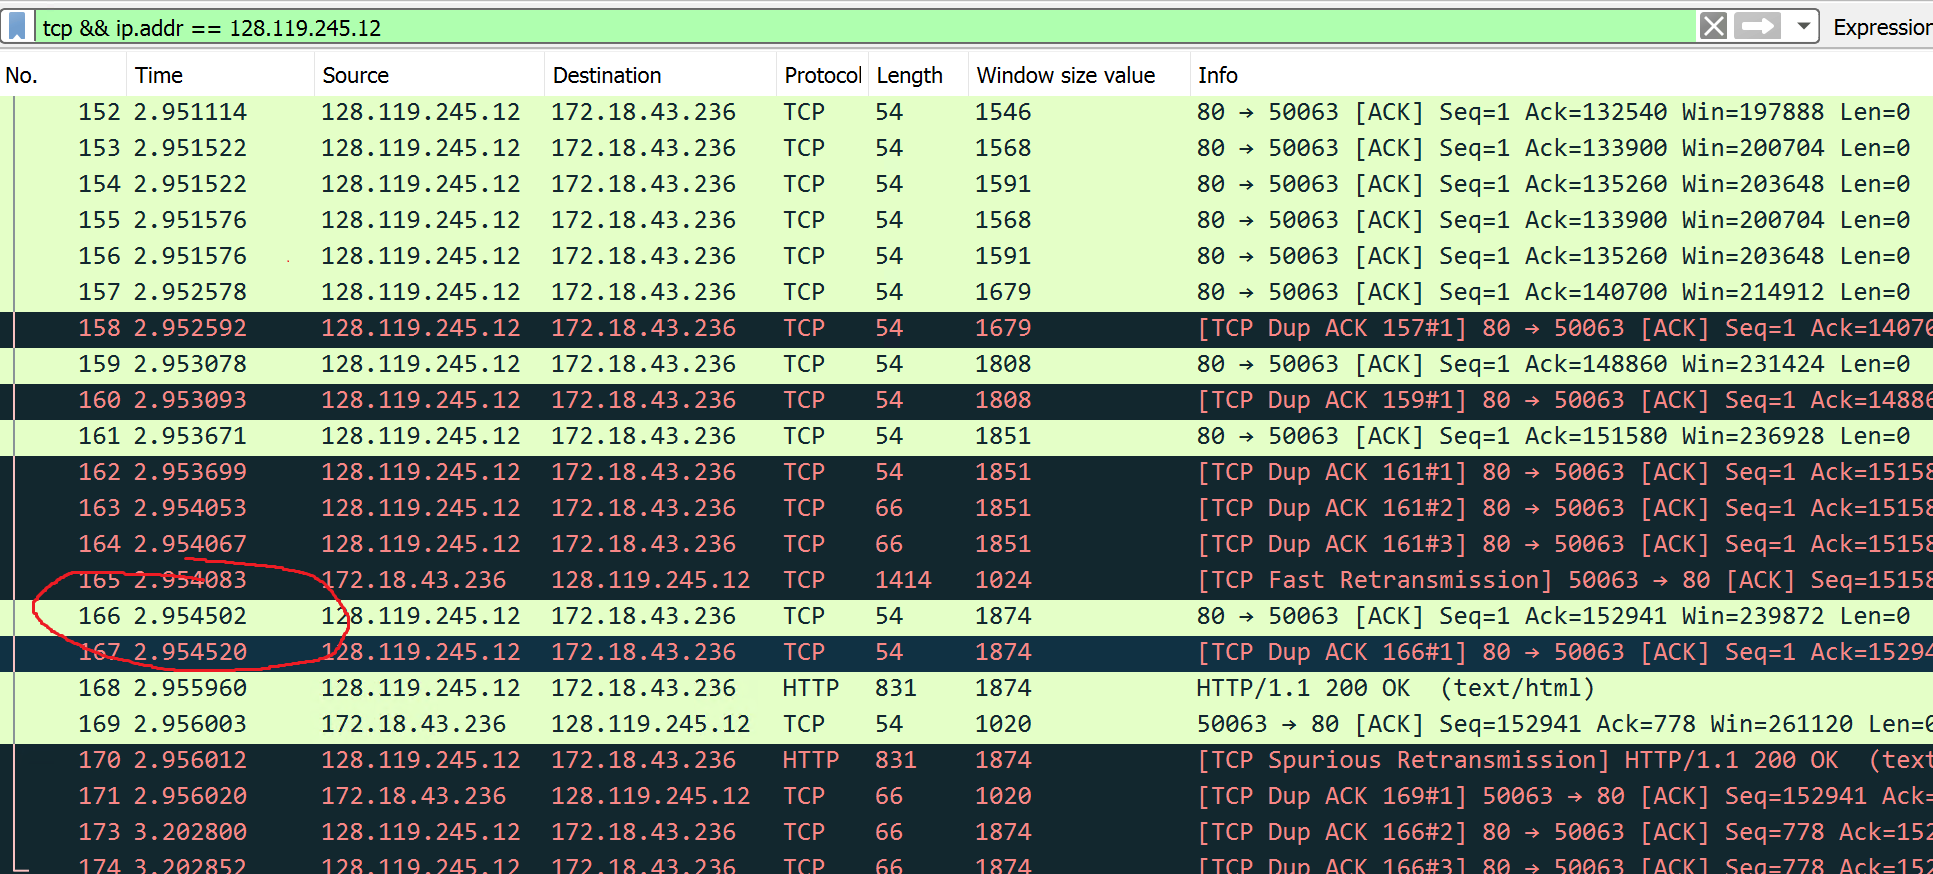 tcp && ip.addr == 128.119.245.12 Expression
No. Time Source Destination Protocol Length Window size value Info
152 2.951114 128.119.245.12 172.18.43.236 TCP 54 1546 80 → 50063 [ACK] Seq=1 Ack=132540 Win=197888 Len=0
153 2.951522 128.119.245.12 172.18.43.236 TCP 54 1568 80 → 50063 [ACK] Seq=1 Ack=133900 Win=200704 Len=0
154 2.951522 128.119.245.12 172.18.43.236 TCP 54 1591 80 → 50063 [ACK] Seq=1 Ack=135260 Win=203648 Len=0
155 2.951576 128.119.245.12 172.18.43.236 TCP 54 1568 80 → 50063 [ACK] Seq=1 Ack=133900 Win=200704 Len=0
156 2.951576 128.119.245.12 172.18.43.236 TCP 54 1591 80 → 50063 [ACK] Seq=1 Ack=135260 Win=203648 Len=0
157 2.952578 128.119.245.12 172.18.43.236 TCP 54 1679 80 → 50063 [ACK] Seq=1 Ack=140700 Win=214912 Len=0
158 2.952592 128.119.245.12 172.18.43.236 TCP 54 1679 [TCP Dup ACK 157#1] 80 → 50063 [ACK] Seq=1 Ack=14070
159 2.953078 128.119.245.12 172.18.43.236 TCP 54 1808 80 → 50063 [ACK] Seq=1 Ack=148860 Win=231424 Len=0
160 2.953093 128.119.245.12 172.18.43.236 TCP 54 1808 [TCP Dup ACK 159#1] 80 → 50063 [ACK] Seq=1 Ack=14886
161 2.953671 128.119.245.12 172.18.43.236 TCP 54 1851 80 → 50063 [ACK] Seq=1 Ack=151580 Win=236928 Len=0
162 2.953699 128.119.245.12 172.18.43.236 TCP 54 1851 [TCP Dup ACK 161#1] 80 → 50063 [ACK] Seq=1 Ack=15158
163 2.954053 128.119.245.12 172.18.43.236 TCP 66 1851 [TCP Dup ACK 161#2] 80 → 50063 [ACK] Seq=1 Ack=15158
164 2.954067 128.119.245.12 172.18.43.236 TCP 66 1851 [TCP Dup ACK 161#3] 80 → 50063 [ACK] Seq=1 Ack=15158
165 2.954083 172.18.43.236 128.119.245.12 TCP 1414 1024 [TCP Fast Retransmission] 50063 → 80 [ACK] Seq=15158
166 2.954502 128.119.245.12 172.18.43.236 TCP 54 1874 80 → 50063 [ACK] Seq=1 Ack=152941 Win=239872 Len=0
167 2.954520 128.119.245.12 172.18.43.236 TCP 54 1874 [TCP Dup ACK 166#1] 80 → 50063 [ACK] Seq=1 Ack=15294
168 2.955960 128.119.245.12 172.18.43.236 HTTP 831 1874 HTTP/1.1 200 OK (text/html)
169 2.956003 172.18.43.236 128.119.245.12 TCP 54 1020 50063 → 80 [ACK] Seq=152941 Ack=778 Win=261120 Len=0
170 2.956012 128.119.245.12 172.18.43.236 HTTP 831 1874 [TCP Spurious Retransmission] HTTP/1.1 200 OK (text
171 2.956020 172.18.43.236 128.119.245.12 TCP 66 1020 [TCP Dup ACK 169#1] 50063 → 80 [ACK] Seq=152941 Ack=
173 3.202800 128.119.245.12 172.18.43.236 TCP 66 1874 [TCP Dup ACK 166#2] 80 → 50063 [ACK] Seq=778 Ack=152
174 3.202852 128.119.245.12 172.18.43.236 TCP 66 1874 [TCP Dup ACK 166#3] 80 → 50063 [ACK] Seq=778 Ack=152